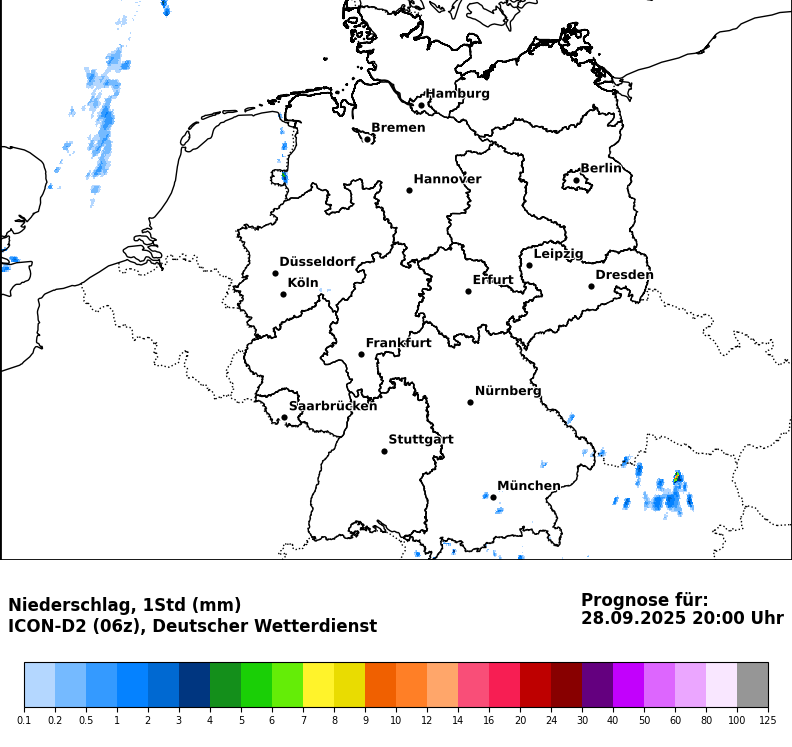 Hamburg
Bremen
Berlin
Hannover
Leipzig
Düsseldorf
Dresden
Köln
Erfurt
Frankfurt
Nürnberg
Saarbrücken
Stuttgart
München
Niederschlag, 1Std (mm)
ICON-D2 (06z), Deutscher Wetterdienst
Prognose für:
28.09.2025 20:00 Uhr
0.1 0.2 0.5 1 2 3 4 5 6 7 8 9 10 12 14 16 20 24 30 40 50 60 80 100 125